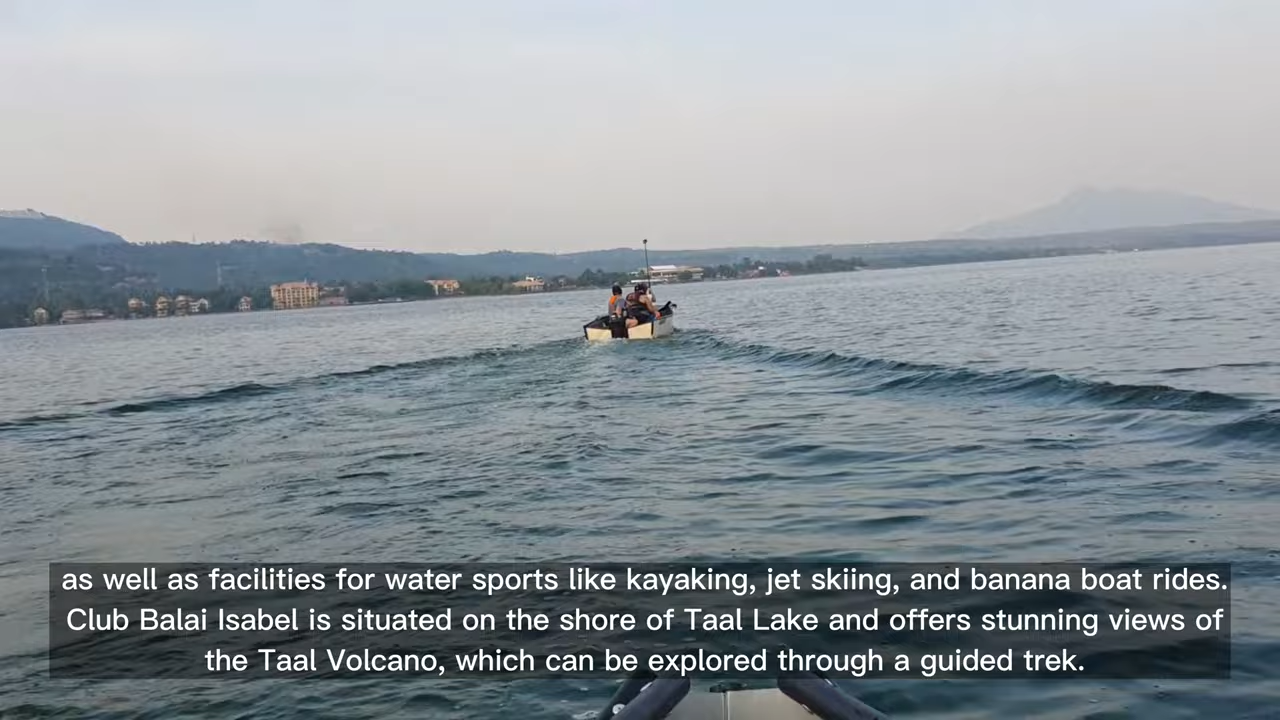 as well as facilities for water sports like kayaking, jet skiing, and banana boat rides.
Club Balai Isabel is situated on the shore of Taal Lake and offers stunning views of
the Taal Volcano, which can be explored through a guided trek.